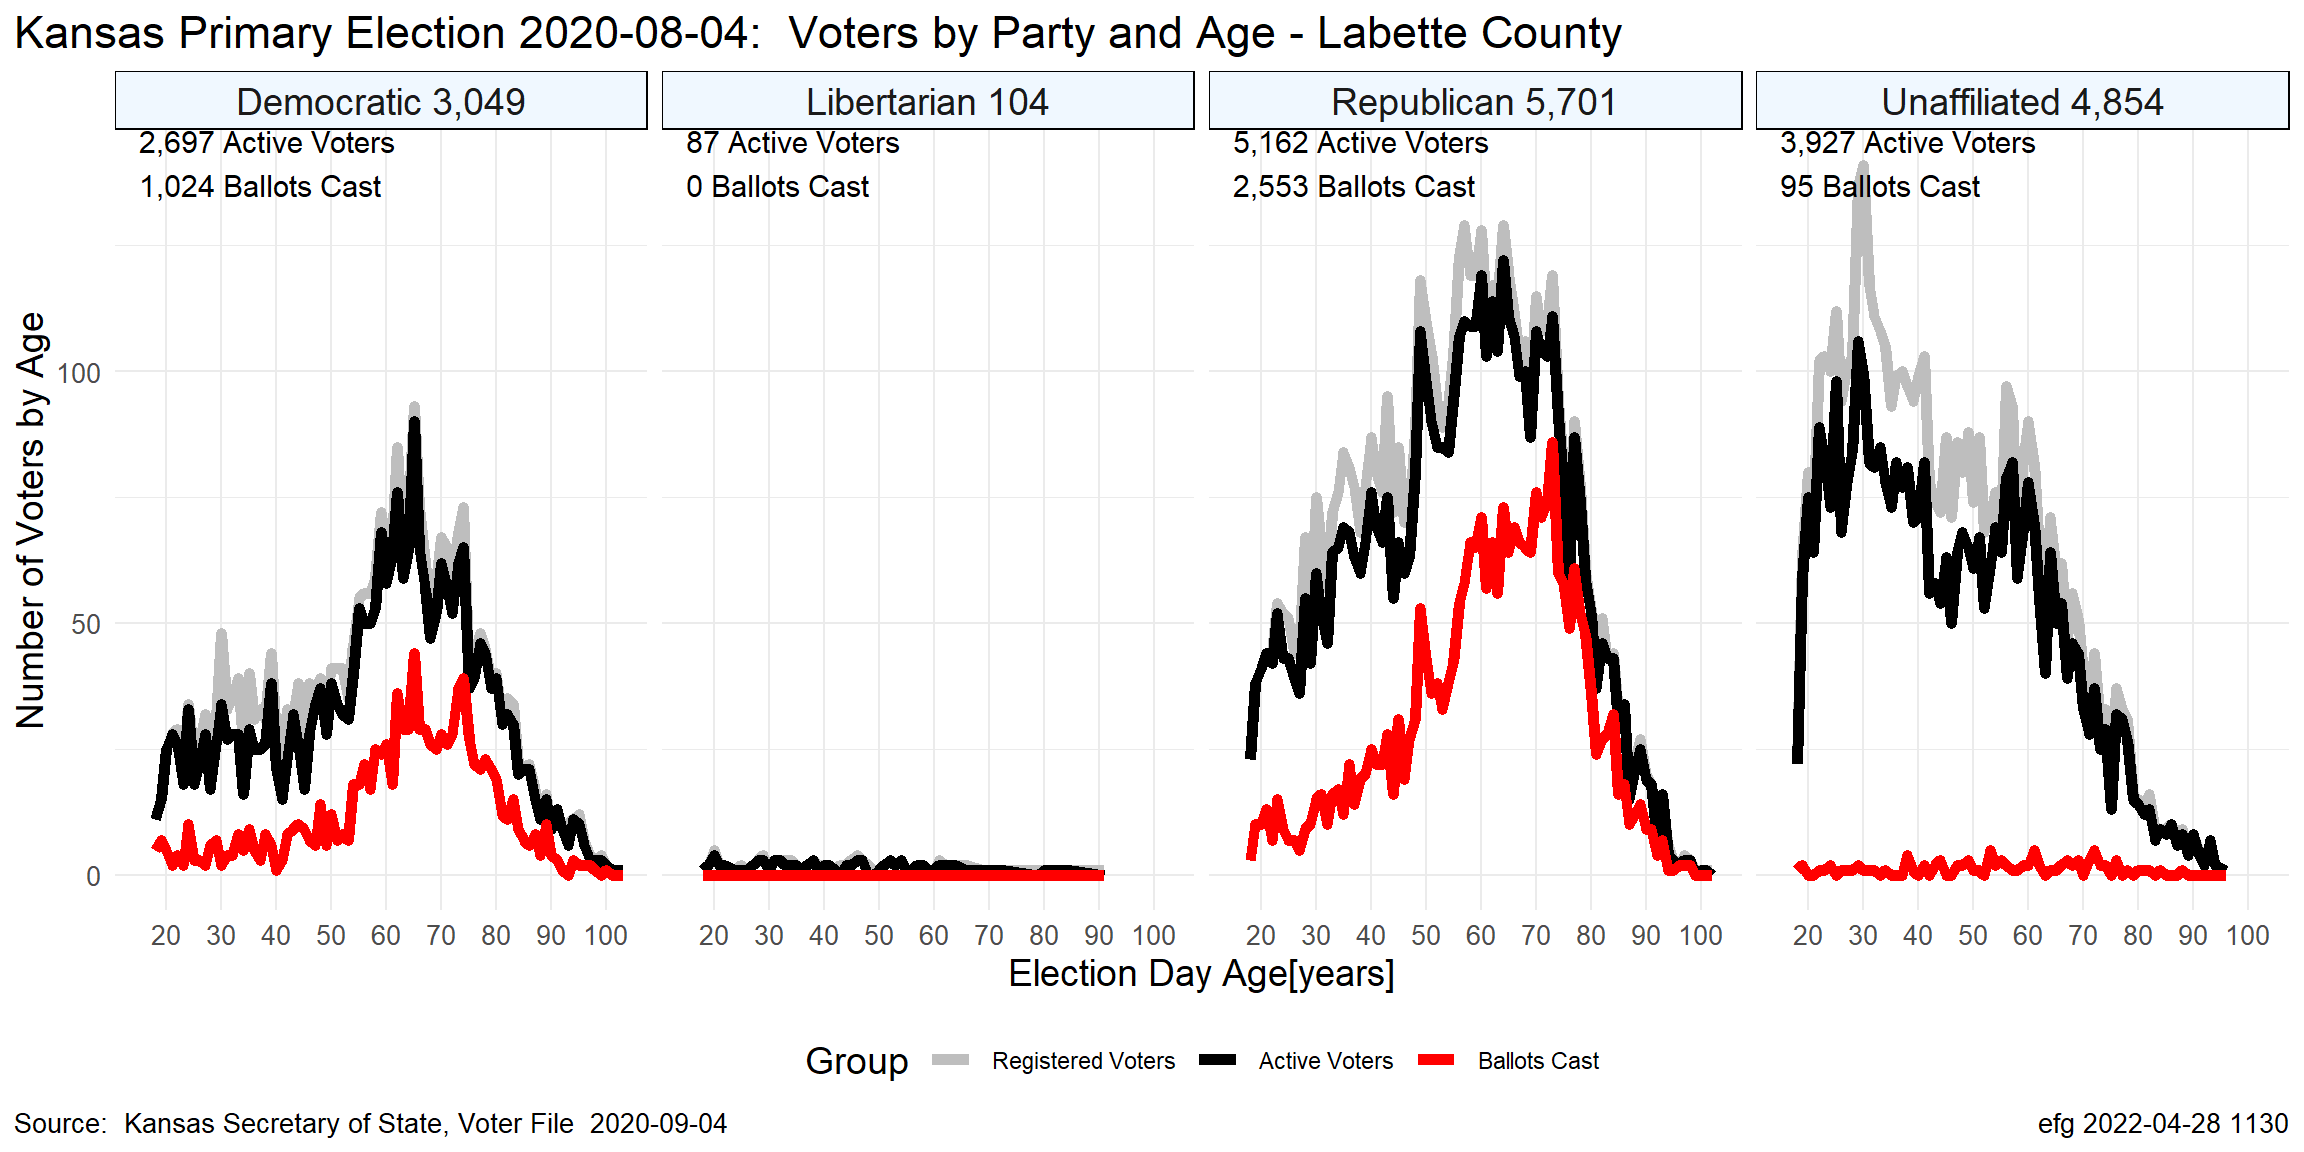 Kansas Primary Election 2020-08-04:  Voters by Party and Age - Labette County
Democratic 3,049
Libertarian 104
Republican 5,701
Unaffiliated 4,854
2,697 Active Voters
1,024 Ballots Cast
87 Active Voters
0 Ballots Cast
5,162 Active Voters
2,553 Ballots Cast
3,927 Active Voters
95 Ballots Cast
Number of Voters by Age
100
50
0
20 30 40 50 60 70 80 90 100
20 30 40 50 60 70 80 90 100
20 30 40 50 60 70 80 90 100
20 30 40 50 60 70 80 90 100
Election Day Age[years]
Group Registered Voters Active Voters Ballots Cast
Source:  Kansas Secretary of State, Voter File  2020-09-04
efg 2022-04-28 1130